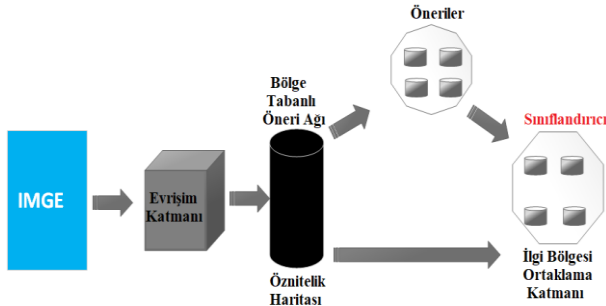 Öneriler
Bölge
Tabanlı
Öneri Ağı
Sınıflandırıcı
IMGE
Evrişim
Katmanı
Öznitelik
Haritası
İlgi Bölgesi
Ortaklama
Katmanı